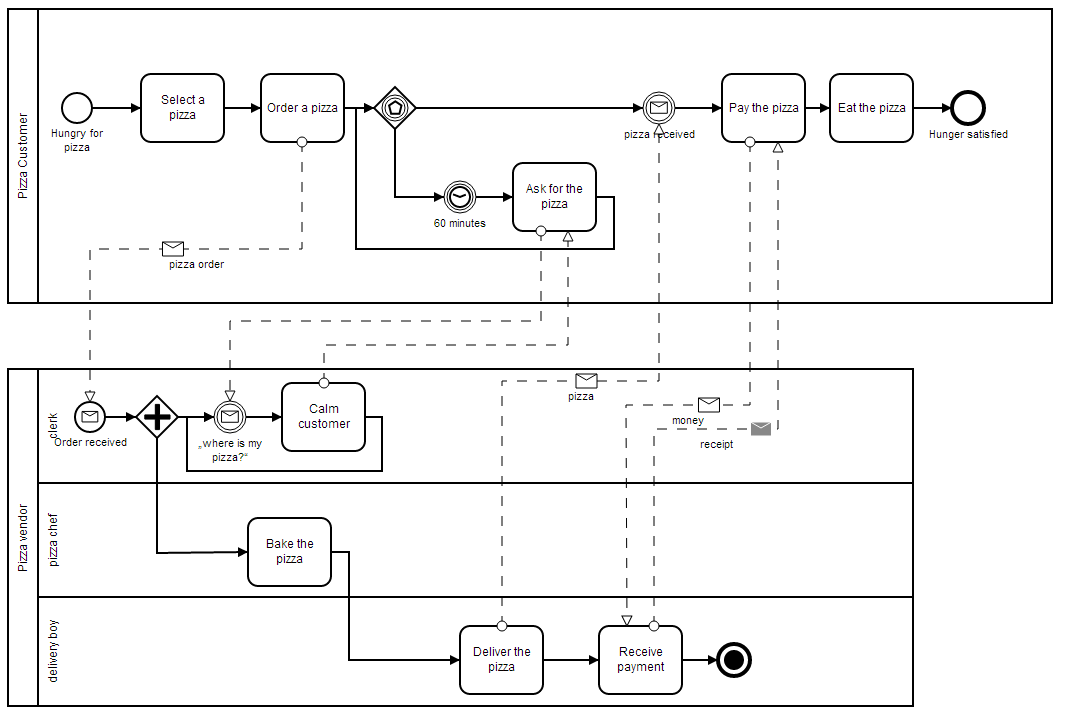 Pizza Customer
Hungry for
pizza
Select a
pizza
Order a pizza
60 minutes
Ask for the
pizza
pizza received
Pay the pizza
Eat the pizza
Hunger satisfied
pizza order
pizza
money
receipt
Pizza vendor
clerk
Order received
„where is my
pizza?“
Calm
customer
pizza chef
Bake the
pizza
delivery boy
Deliver the
pizza
Receive
payment